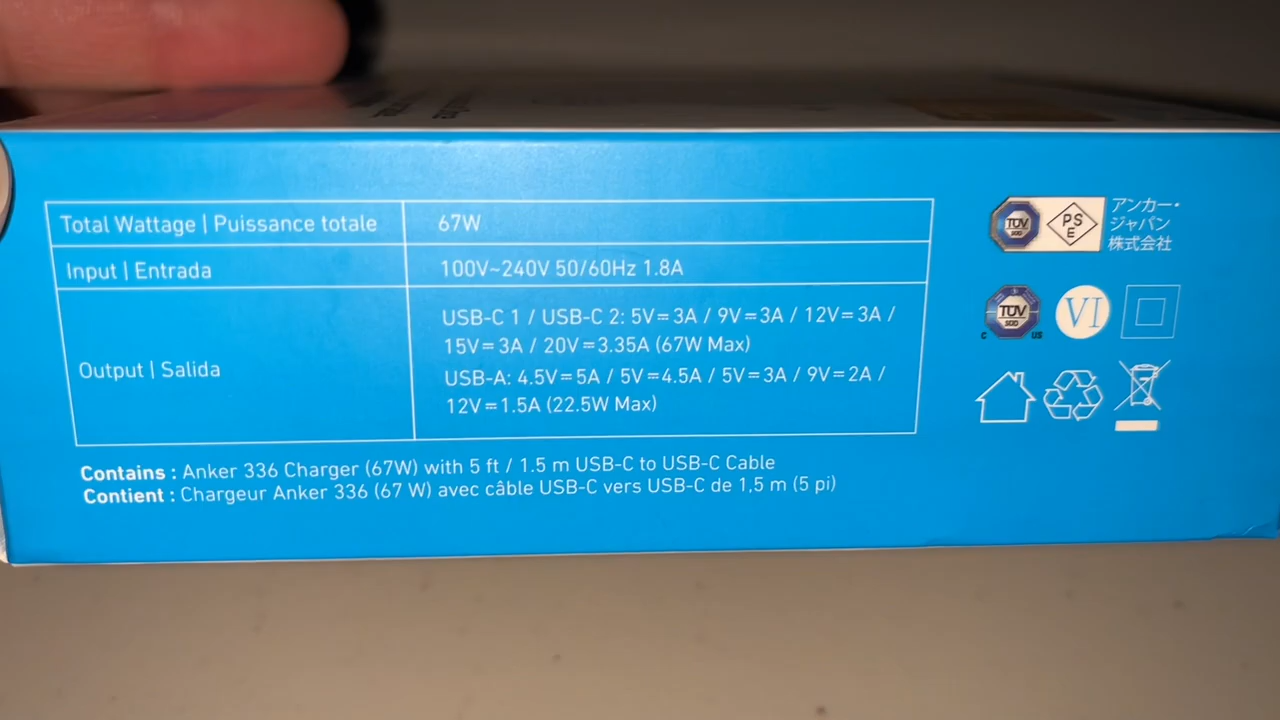 Total Wattage | Puissance totale
67W
Input | Entrada
100V~240V 50/60Hz 1.8A
Output | Salida
USB-C 1 / USB-C 2: 5V=3A / 9V=3A / 12V=3A /
15V=3A / 20V=3.35A (67W Max)
USB-A: 4.5V=5A / 5V=4.5A / 5V=3A / 9V=2A /
12V=1.5A (22.5W Max)
Contains : Anker 336 Charger (67W) with 5 ft / 1.5 m USB-C to USB-C Cable
Contient : Chargeur Anker 336 (67 W) avec câble USB-C vers USB-C de 1,5 m (5 pi)
TÜV
SÜD
PS
E
アンカー・
ジャパン
株式会社
TÜV
SÜD
C US
VI